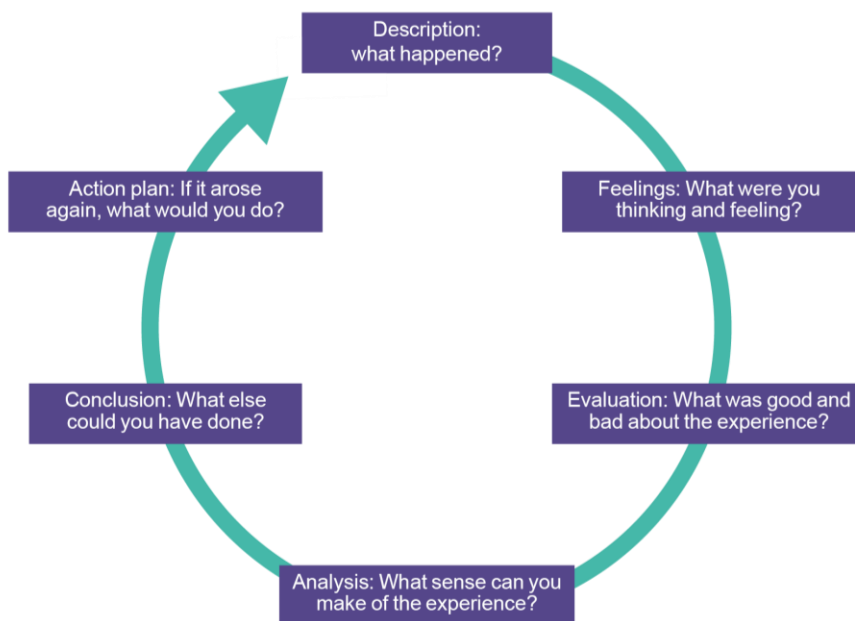 Description:
what happened?
Feelings: What were you
thinking and feeling?
Evaluation: What was good and
bad about the experience?
Analysis: What sense can you
make of the experience?
Conclusion: What else
could you have done?
Action plan: If it arose
again, what would you do?